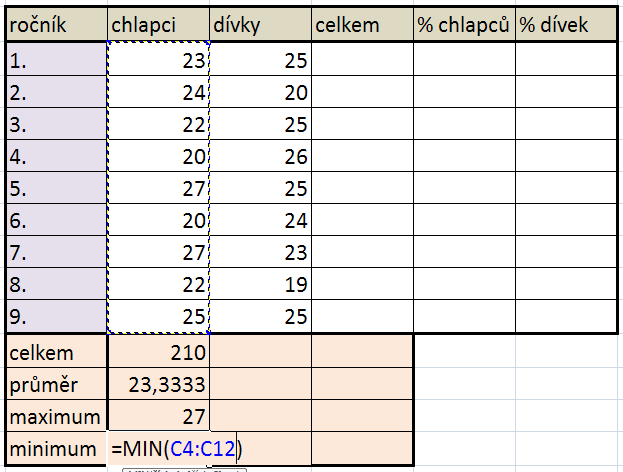 ročník chlapci dívky celkem % chlapců % dívek
1. 23 25
2. 24 20
3. 22 25
4. 20 26
5. 27 25
6. 20 24
7. 27 23
8. 22 19
9. 25 25
celkem 210
průměr 23,3333
maximum 27
minimum =MIN(C4:C12)